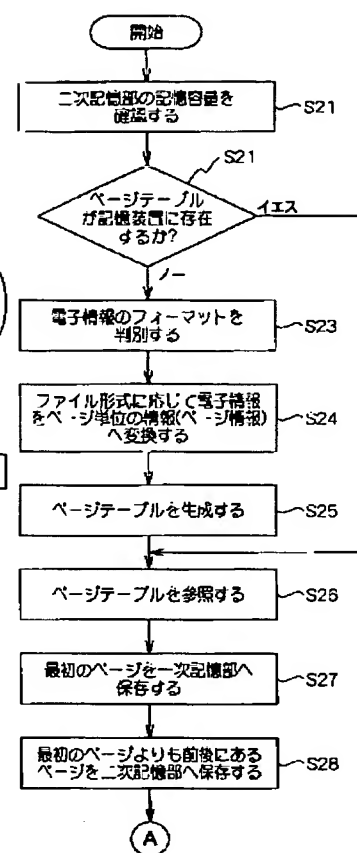 開始
二次記憶部の記憶容量を
確認する
S21
S21
ページテーブル
が記憶装置に存在
するか?
イエス
ノー
電子情報のフォーマットを
判別する
S23
ファイル形式に応じて電子情報
をページ単位の情報(ページ情報)
へ変換する
S24
ページテーブルを生成する
S25
ページテーブルを参照する
S26
最初のページを一次記憶部へ
保存する
S27
最初のページよりも前後にある
ページを二次記憶部へ保存する
S28
A